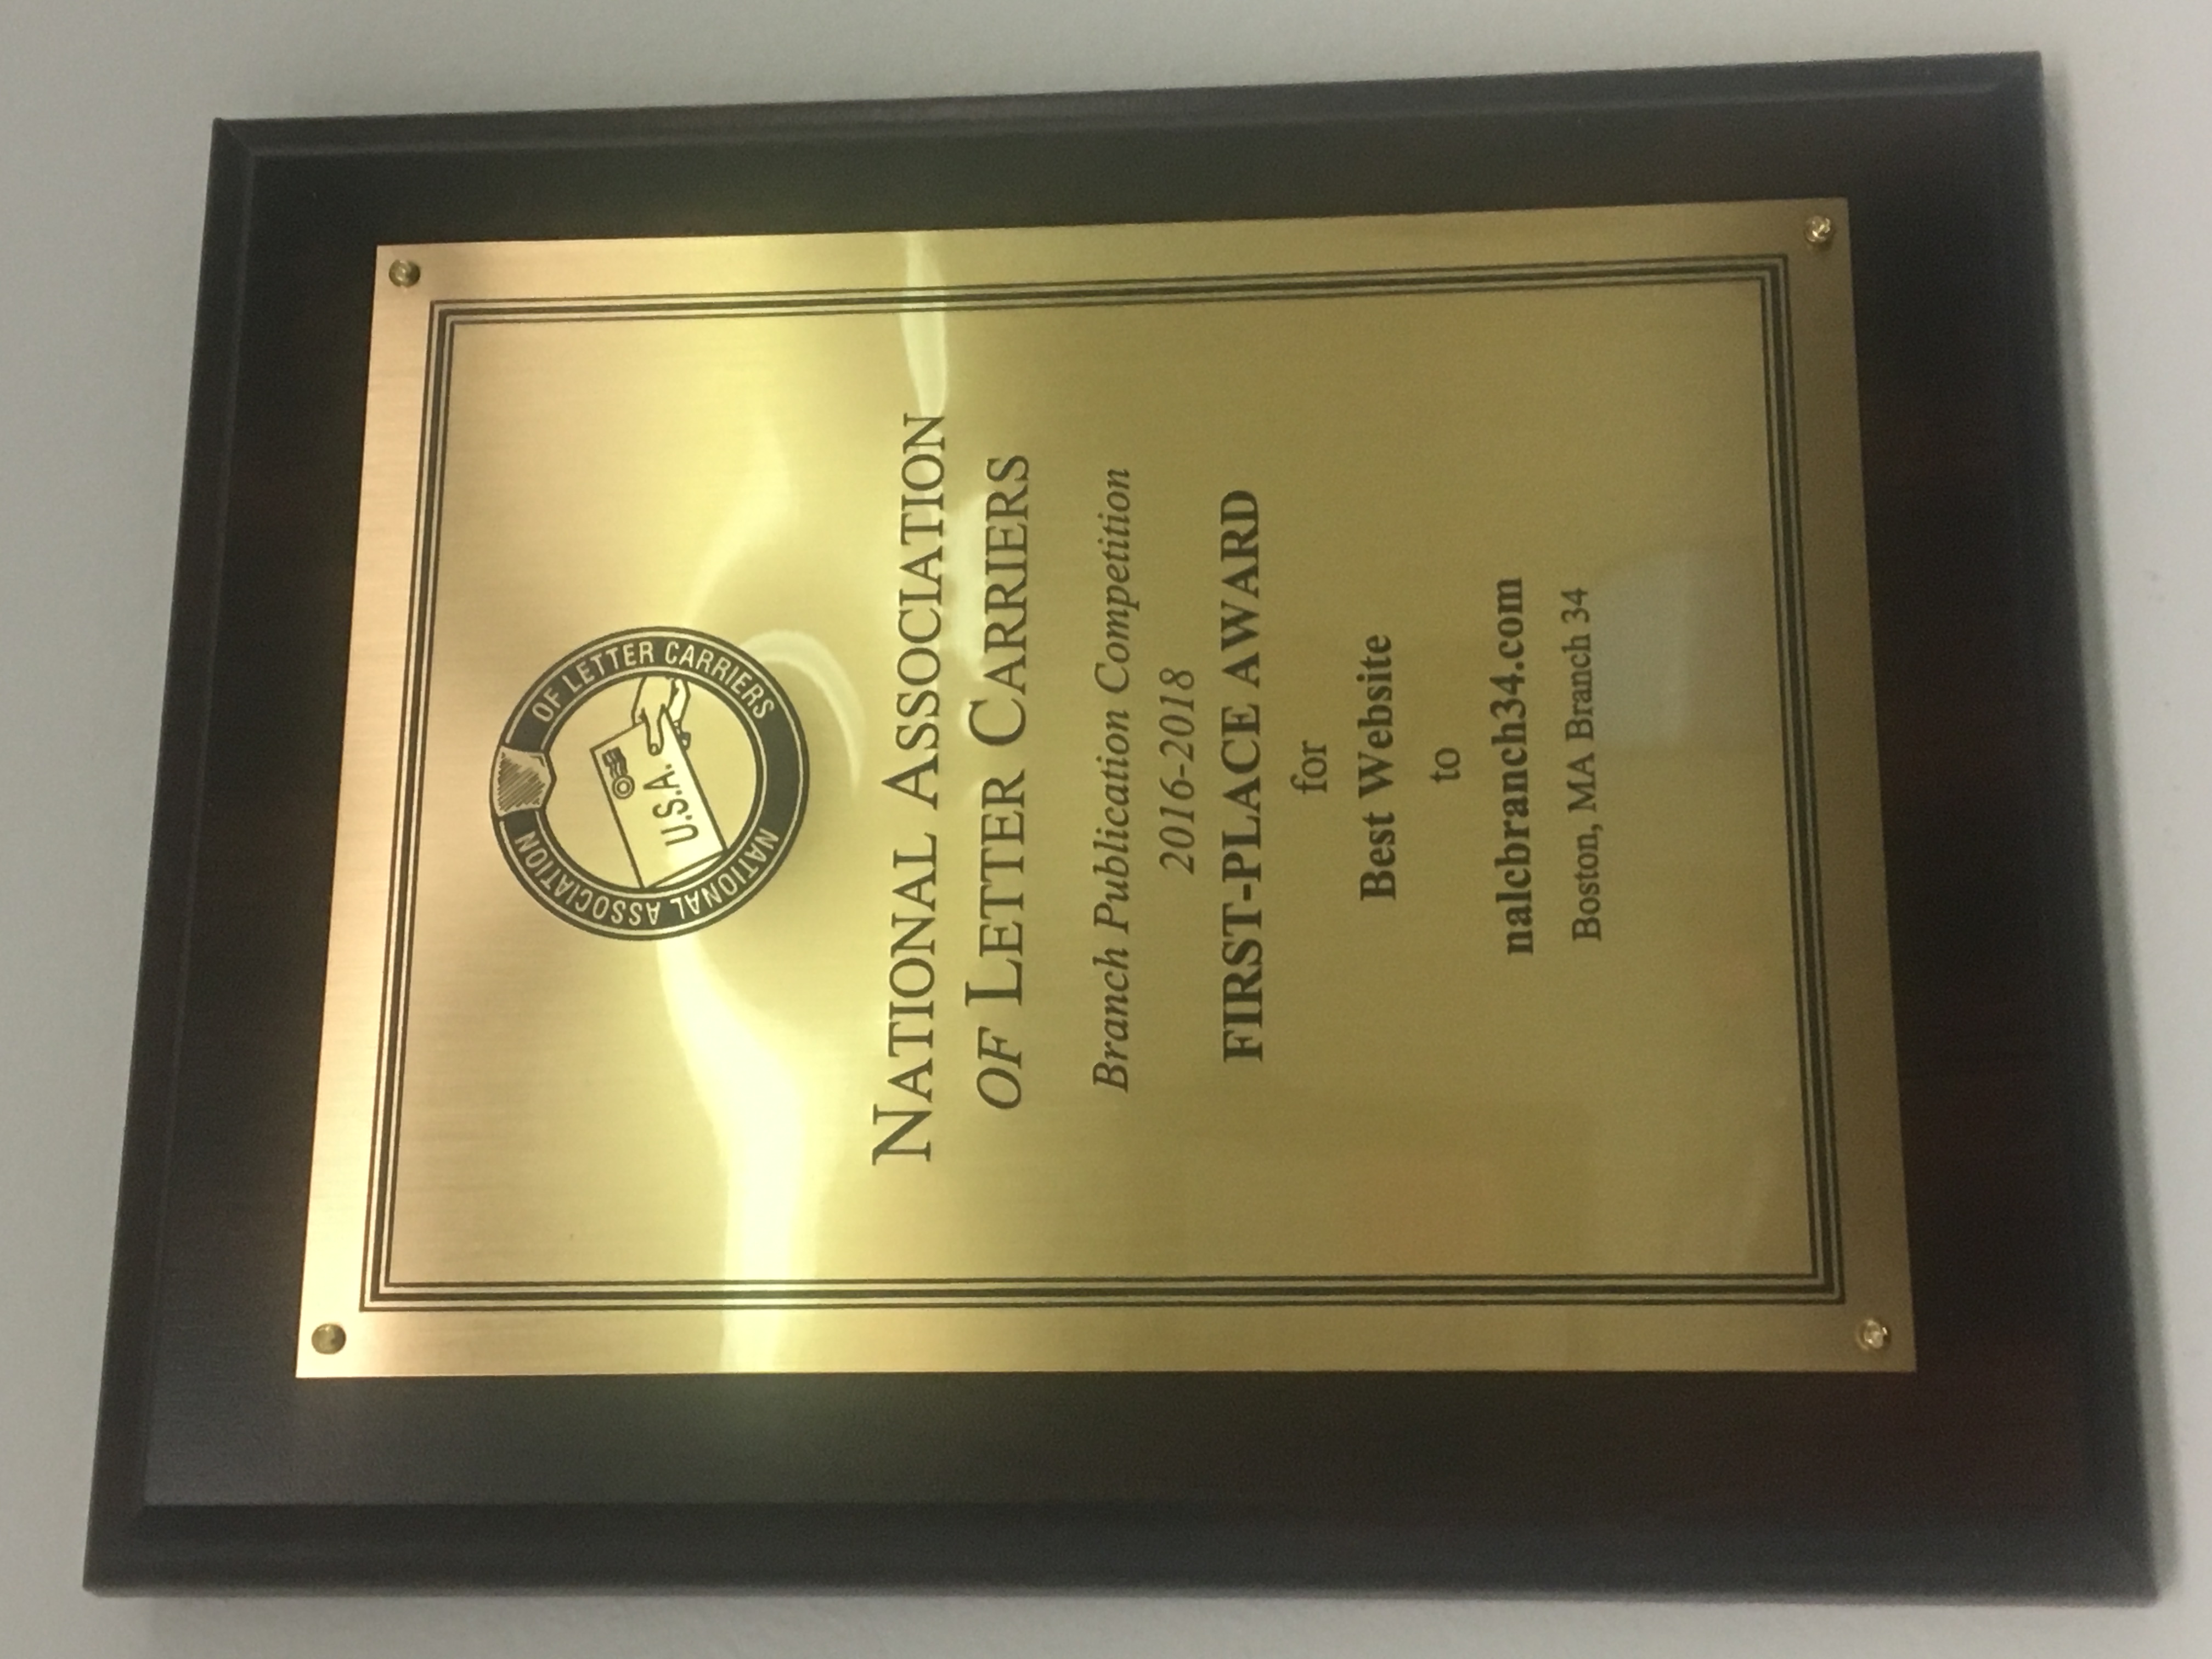 NATIONAL ASSOCIATION
OF LETTER CARRIERS
U.S.A.
NATIONAL ASSOCIATION
OF LETTER CARRIERS
Branch Publication Competition
2016-2018
FIRST-PLACE AWARD
for
Best Website
to
nalcbranch34.com
Boston, MA Branch 34